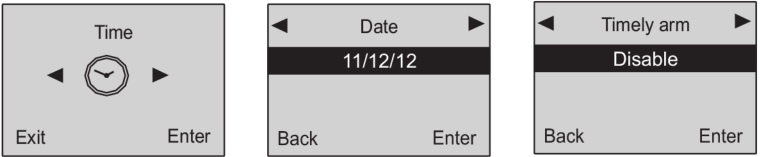 Time
Exit Enter
Date
11/12/12
Back Enter
Timely arm
Disable
Back Enter